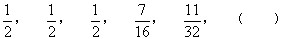 1/2, 1/2, 1/2, 7/16, 11/32, ( )